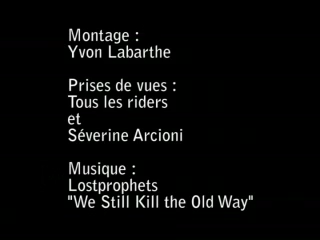 Montage :
Yvon Labarthe
Prises de vues :
Tous les riders
et
Séverine Arcioni
Musique :
Lostprophets
"We Still Kill the Old Way"